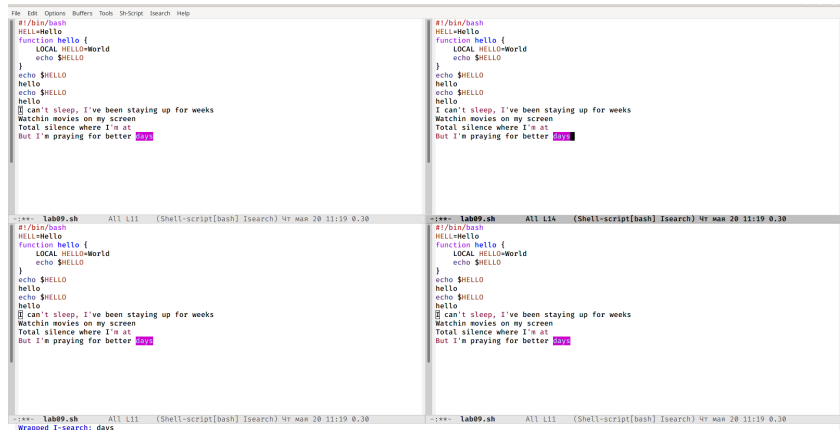 File Edit Options Buffers Tools Sh-Script Isearch Help
#!/bin/bash
HELL=Hello
function hello {
    LOCAL HELLO=World
    echo $HELLO
}
echo $HELLO
hello
echo $HELLO
hello
I can't sleep, I've been staying up for weeks
Watchin movies on my screen
Total silence where I'm at
But I'm praying for better days
-:**- lab09.sh All L11 (Shell-script[bash] Isearch) Чт мая 20 11:19 0.30
#!/bin/bash
HELL=Hello
function hello {
    LOCAL HELLO=World
    echo $HELLO
}
echo $HELLO
hello
echo $HELLO
hello
I can't sleep, I've been staying up for weeks
Watchin movies on my screen
Total silence where I'm at
But I'm praying for better days
-:**- lab09.sh All L14 (Shell-script[bash] Isearch) Чт мая 20 11:19 0.30
#!/bin/bash
HELL=Hello
function hello {
    LOCAL HELLO=World
    echo $HELLO
}
echo $HELLO
hello
echo $HELLO
hello
I can't sleep, I've been staying up for weeks
Watchin movies on my screen
Total silence where I'm at
But I'm praying for better days
-:**- lab09.sh All L11 (Shell-script[bash] Isearch) Чт мая 20 11:19 0.30
#!/bin/bash
HELL=Hello
function hello {
    LOCAL HELLO=World
    echo $HELLO
}
echo $HELLO
hello
echo $HELLO
hello
I can't sleep, I've been staying up for weeks
Watchin movies on my screen
Total silence where I'm at
But I'm praying for better days
-:**- lab09.sh All L11 (Shell-script[bash] Isearch) Чт мая 20 11:19 0.30
Wrapped I-search: days